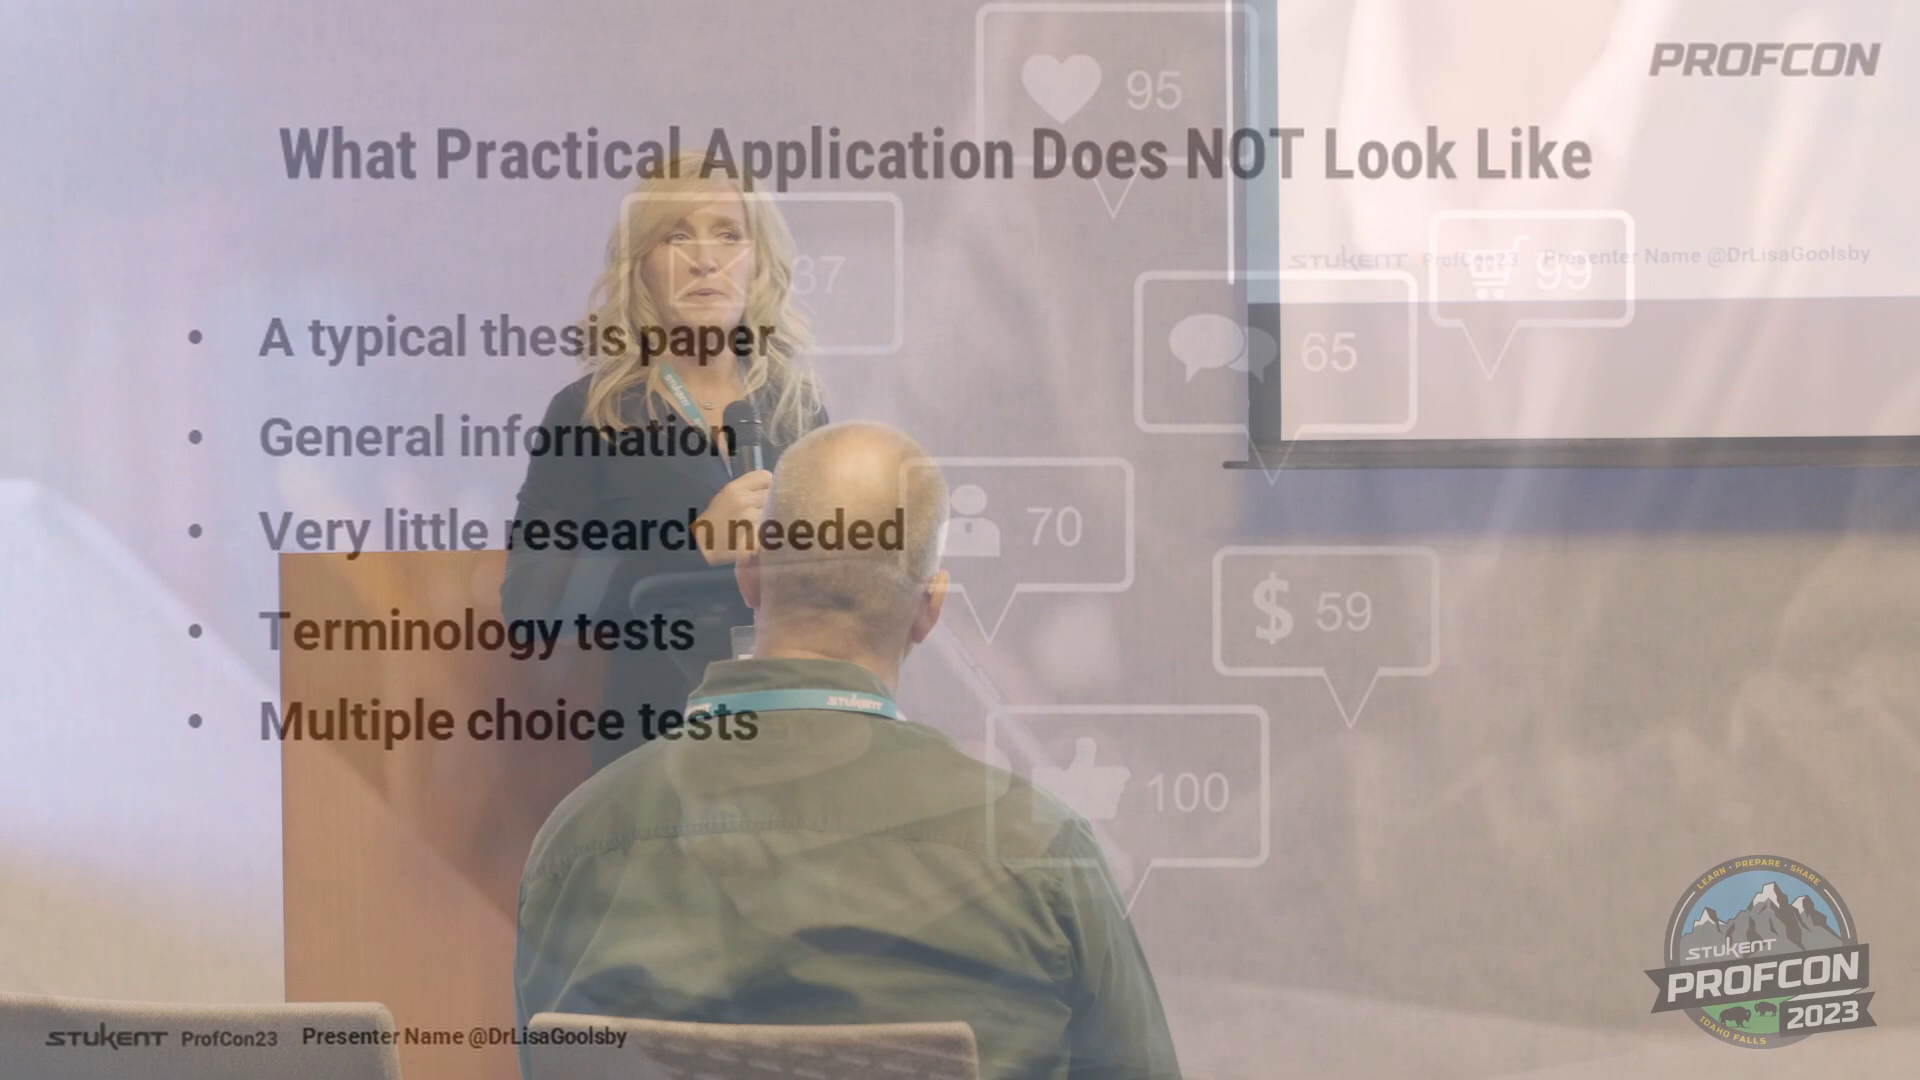 PROFCON
95
What Practical Application Does NOT Look Like
37
STUKENT ProfCon23 Presenter Name @DrLisaGoolsby
99
65
A typical thesis paper
General information
Very little research needed
70
59
Terminology tests
STUKENT
Multiple choice tests
100
LEARN • PREPARE • SHARE
STUKENT
PROFCON
2023
IDAHO FALLS
STUKENT ProfCon23 Presenter Name @DrLisaGoolsby